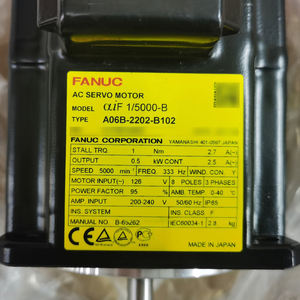 FANUC
AC SERVO MOTOR
MODEL αiF 1/5000-B
TYPE A06B-2202-B102
FANUC CORPORATION YAMANASHI 401-0597 JAPAN
STALL TRQ. 1 Nm 2.7 A(~)
OUTPUT 0.5 kW CONT. 2.5 A(~)
SPEED 5000 min⁻¹ FREQ. 333 Hz WIND. CON. Y
MOTOR INPUT(~) 126 V 8 POLES 3 PHASES
POWER FACTOR 95 % AMB. TEMP. 0-40 ℃
AMP. INPUT (~) 200-240 V 50/60 Hz IP65
INS. SYSTEM INS. CLASS F
MANUAL NO. B-65262 IEC60034-1 2.8 kg
MADE IN JAPAN